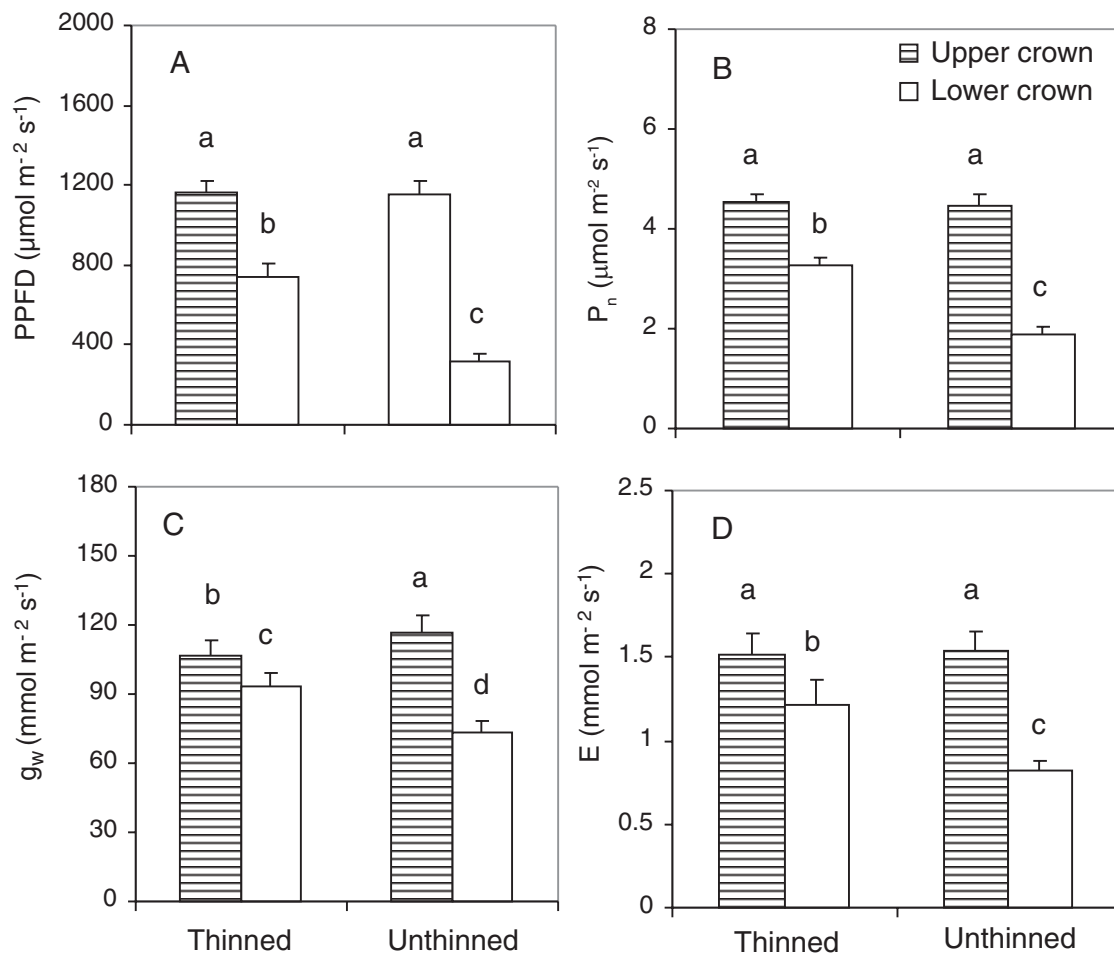 A
PPFD (µmol m⁻² s⁻¹)
2000
1600
1200
800
400
0
a
b
a
c
B
Upper crown
Lower crown
Pₙ (µmol m⁻² s⁻¹)
8
6
4
2
0
a
b
a
c
C
g_w (mmol m⁻² s⁻¹)
180
150
120
90
60
30
0
b
c
a
d
Thinned
Unthinned
D
E (mmol m⁻² s⁻¹)
2.5
2
1.5
1
0.5
0
a
b
a
c
Thinned
Unthinned